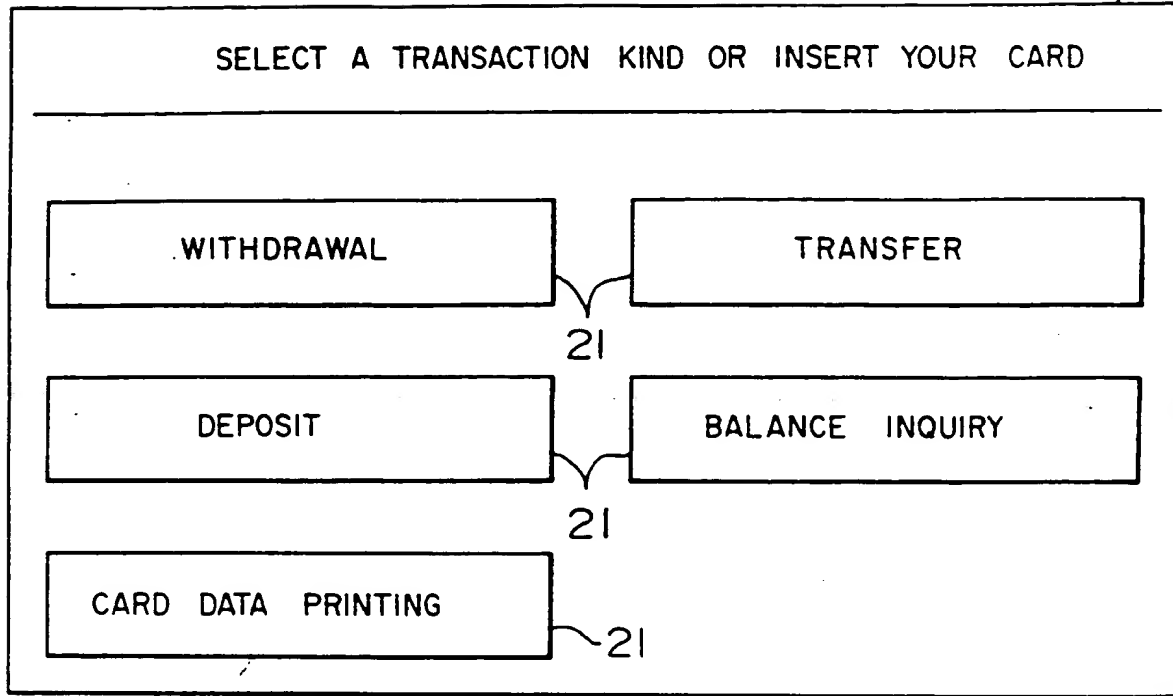 SELECT A TRANSACTION KIND OR INSERT YOUR CARD
WITHDRAWAL TRANSFER
21
DEPOSIT BALANCE INQUIRY
21
CARD DATA PRINTING 21